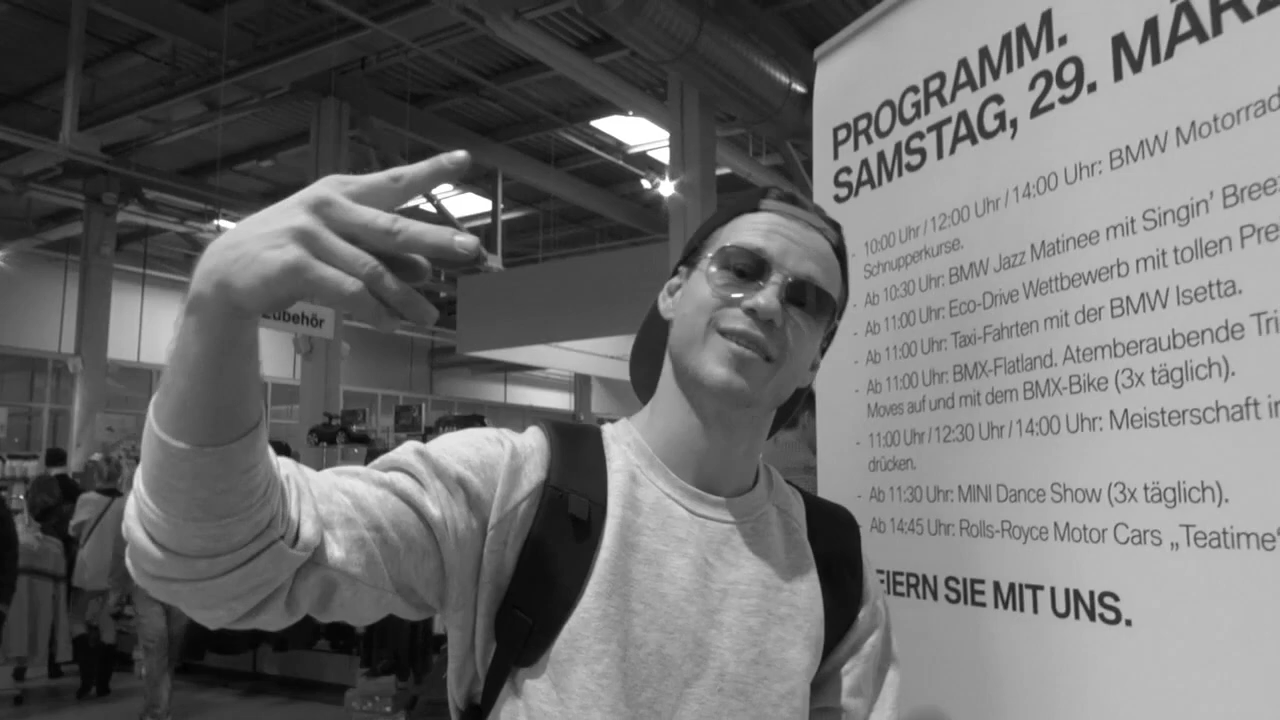 Zubehör
PROGRAMM.
SAMSTAG, 29. MÄRZ
- 10:00 Uhr / 12:00 Uhr / 14:00 Uhr: BMW Motorrad
Schnupperkurse.
- Ab 10:30 Uhr: BMW Jazz Matinee mit Singin' Bree
- Ab 11:00 Uhr: Eco-Drive Wettbewerb mit tollen Pre
- Ab 11:00 Uhr: Taxi-Fahrten mit der BMW Isetta.
- Ab 11:00 Uhr: BMX-Flatland. Atemberaubende Tri
Moves auf und mit dem BMX-Bike (3x täglich).
- 11:00 Uhr / 12:30 Uhr / 14:00 Uhr: Meisterschaft i
drücken.
- Ab 11:30 Uhr: MINI Dance Show (3x täglich).
- Ab 14:45 Uhr: Rolls-Royce Motor Cars „Teatime“
EIERN SIE MIT UNS.